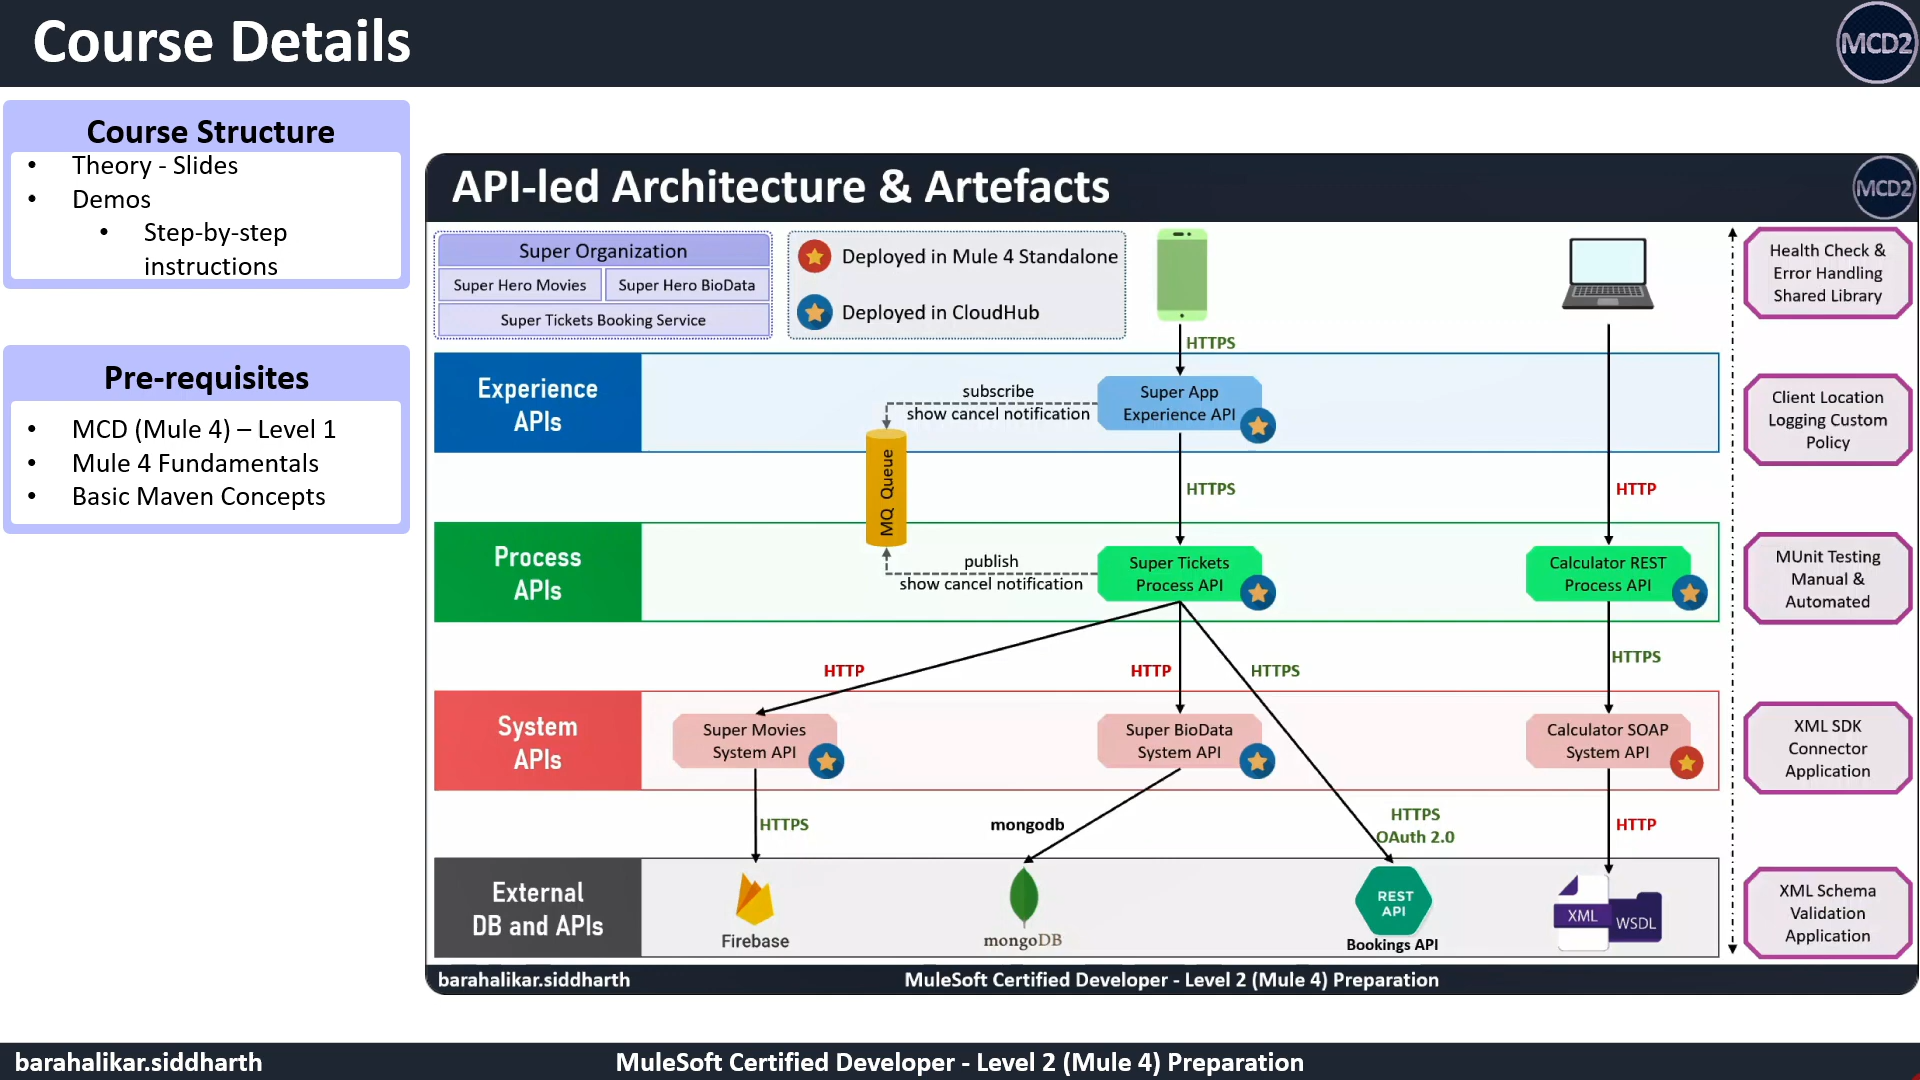 Course Details
MCD2
Course Structure
• Theory - Slides
• Demos
• Step-by-step
instructions
Pre-requisites
• MCD (Mule 4) – Level 1
• Mule 4 Fundamentals
• Basic Maven Concepts
API-led Architecture & Artefacts
MCD2
Super Organization
Super Hero Movies
Super Hero BioData
Super Tickets Booking Service
Deployed in Mule 4 Standalone
Deployed in CloudHub
HTTPS
Experience
APIs
subscribe
show cancel notification
Super App
Experience API
MQ Queue
HTTPS
HTTP
Process
APIs
publish
show cancel notification
Super Tickets
Process API
Calculator REST
Process API
HTTP
HTTP
HTTPS
HTTPS
System
APIs
Super Movies
System API
Super BioData
System API
Calculator SOAP
System API
HTTPS
mongodb
HTTPS
OAuth 2.0
HTTP
External
DB and APIs
Firebase
mongoDB
REST
API
Bookings API
XML
WSDL
Health Check &
Error Handling
Shared Library
Client Location
Logging Custom
Policy
MUnit Testing
Manual &
Automated
XML SDK
Connector
Application
XML Schema
Validation
Application
barahalikar.siddharth
MuleSoft Certified Developer - Level 2 (Mule 4) Preparation
barahalikar.siddharth
MuleSoft Certified Developer - Level 2 (Mule 4) Preparation